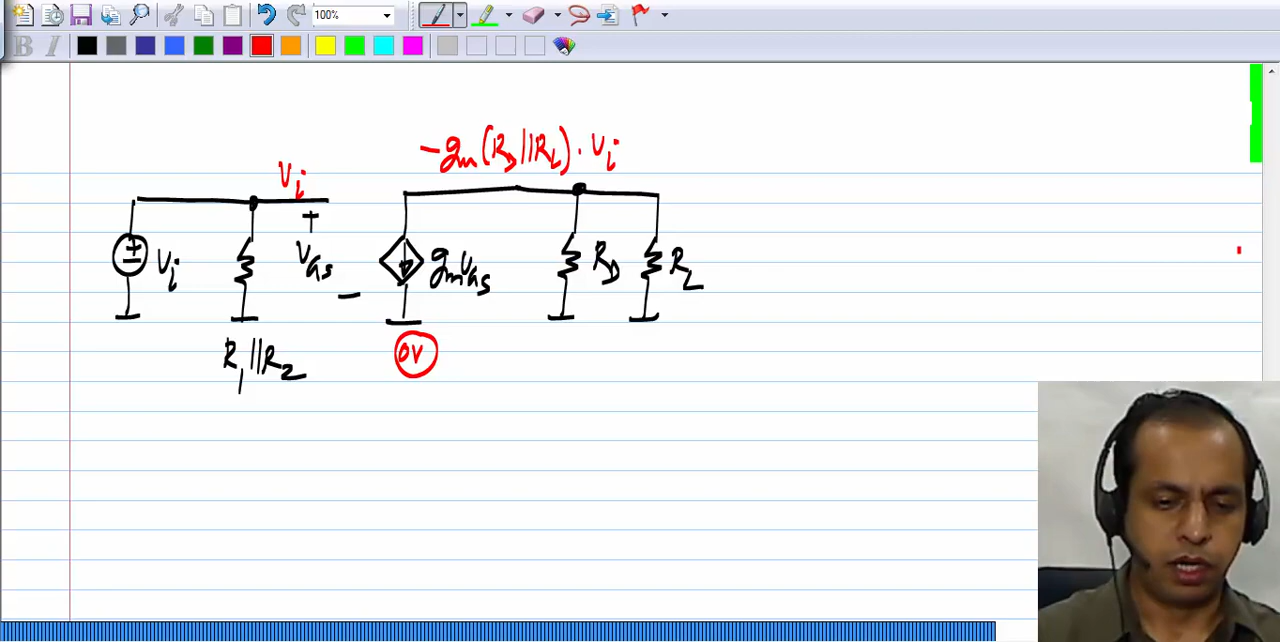 100%
B I
-gm(RD||RL)·Vi
Vi
+
+ Vi VGS gmVGS RD RL
-
R1||R2 0V